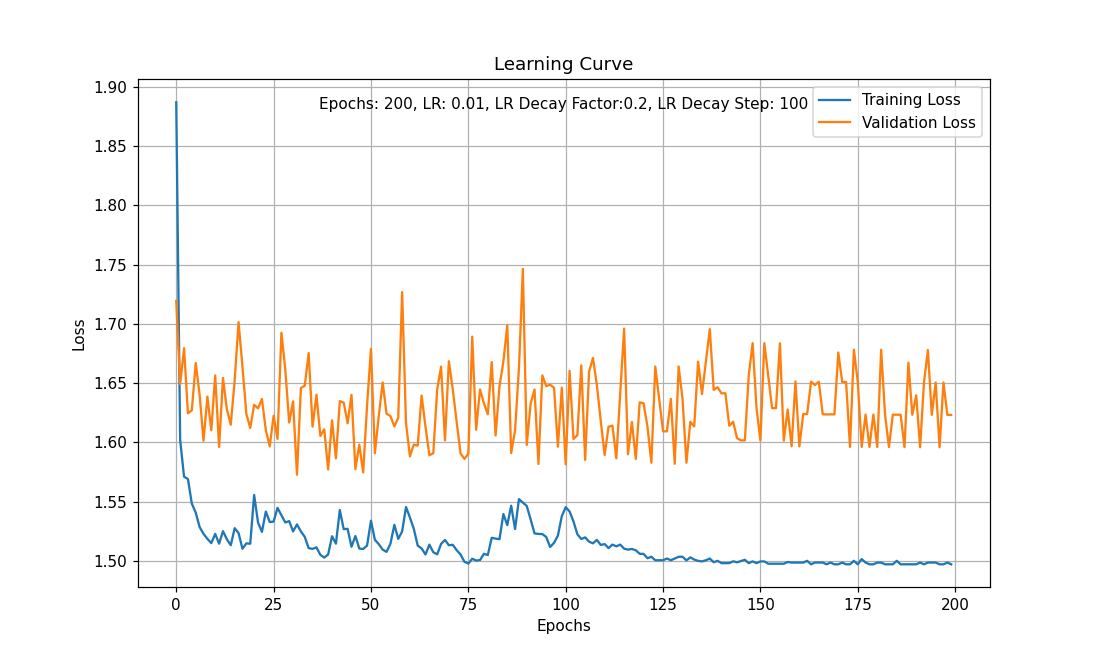 Learning Curve
Epochs: 200, LR: 0.01, LR Decay Factor:0.2, LR Decay Step: 100
Training Loss
Validation Loss
1.90
1.85
1.80
1.75
1.70
1.65
1.60
1.55
1.50
Loss
0 25 50 75 100 125 150 175 200
Epochs